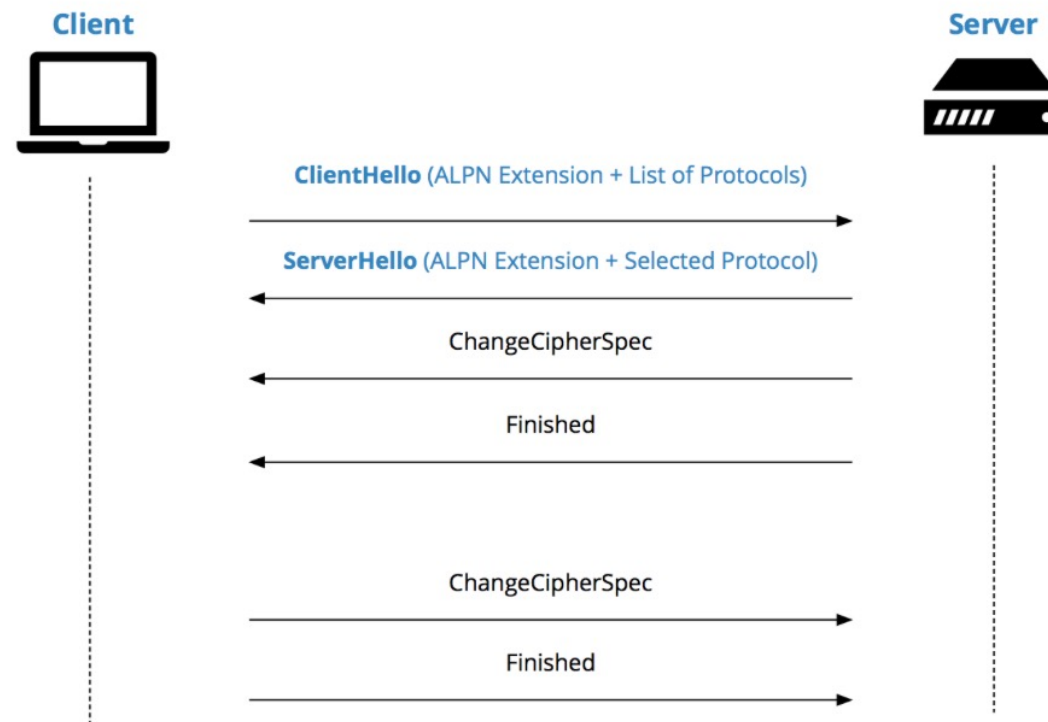 Client
Server
ClientHello (ALPN Extension + List of Protocols)
ServerHello (ALPN Extension + Selected Protocol)
ChangeCipherSpec
Finished
ChangeCipherSpec
Finished